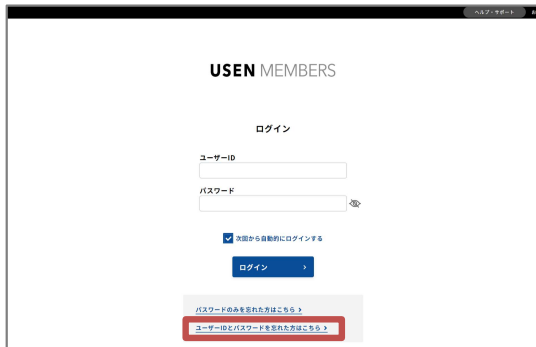 ヘルプ・サポート
USEN MEMBERS
ログイン
ユーザーID
パスワード
次回から自動的にログインする
ログイン
パスワードのみを忘れた方はこちら
ユーザーIDとパスワードを忘れた方はこちら